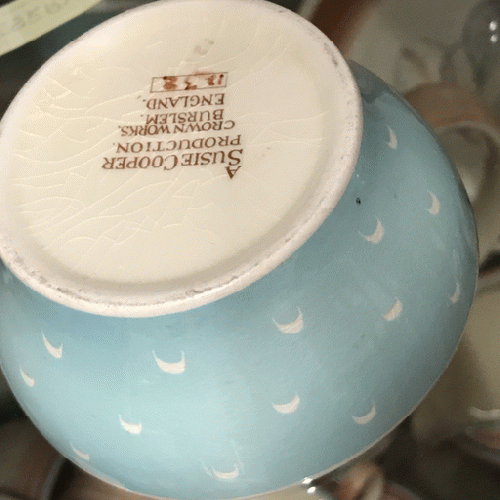 A
SUSIE COOPER
PRODUCTION.
CROWN WORKS.
BURSLEM.
ENGLAND.